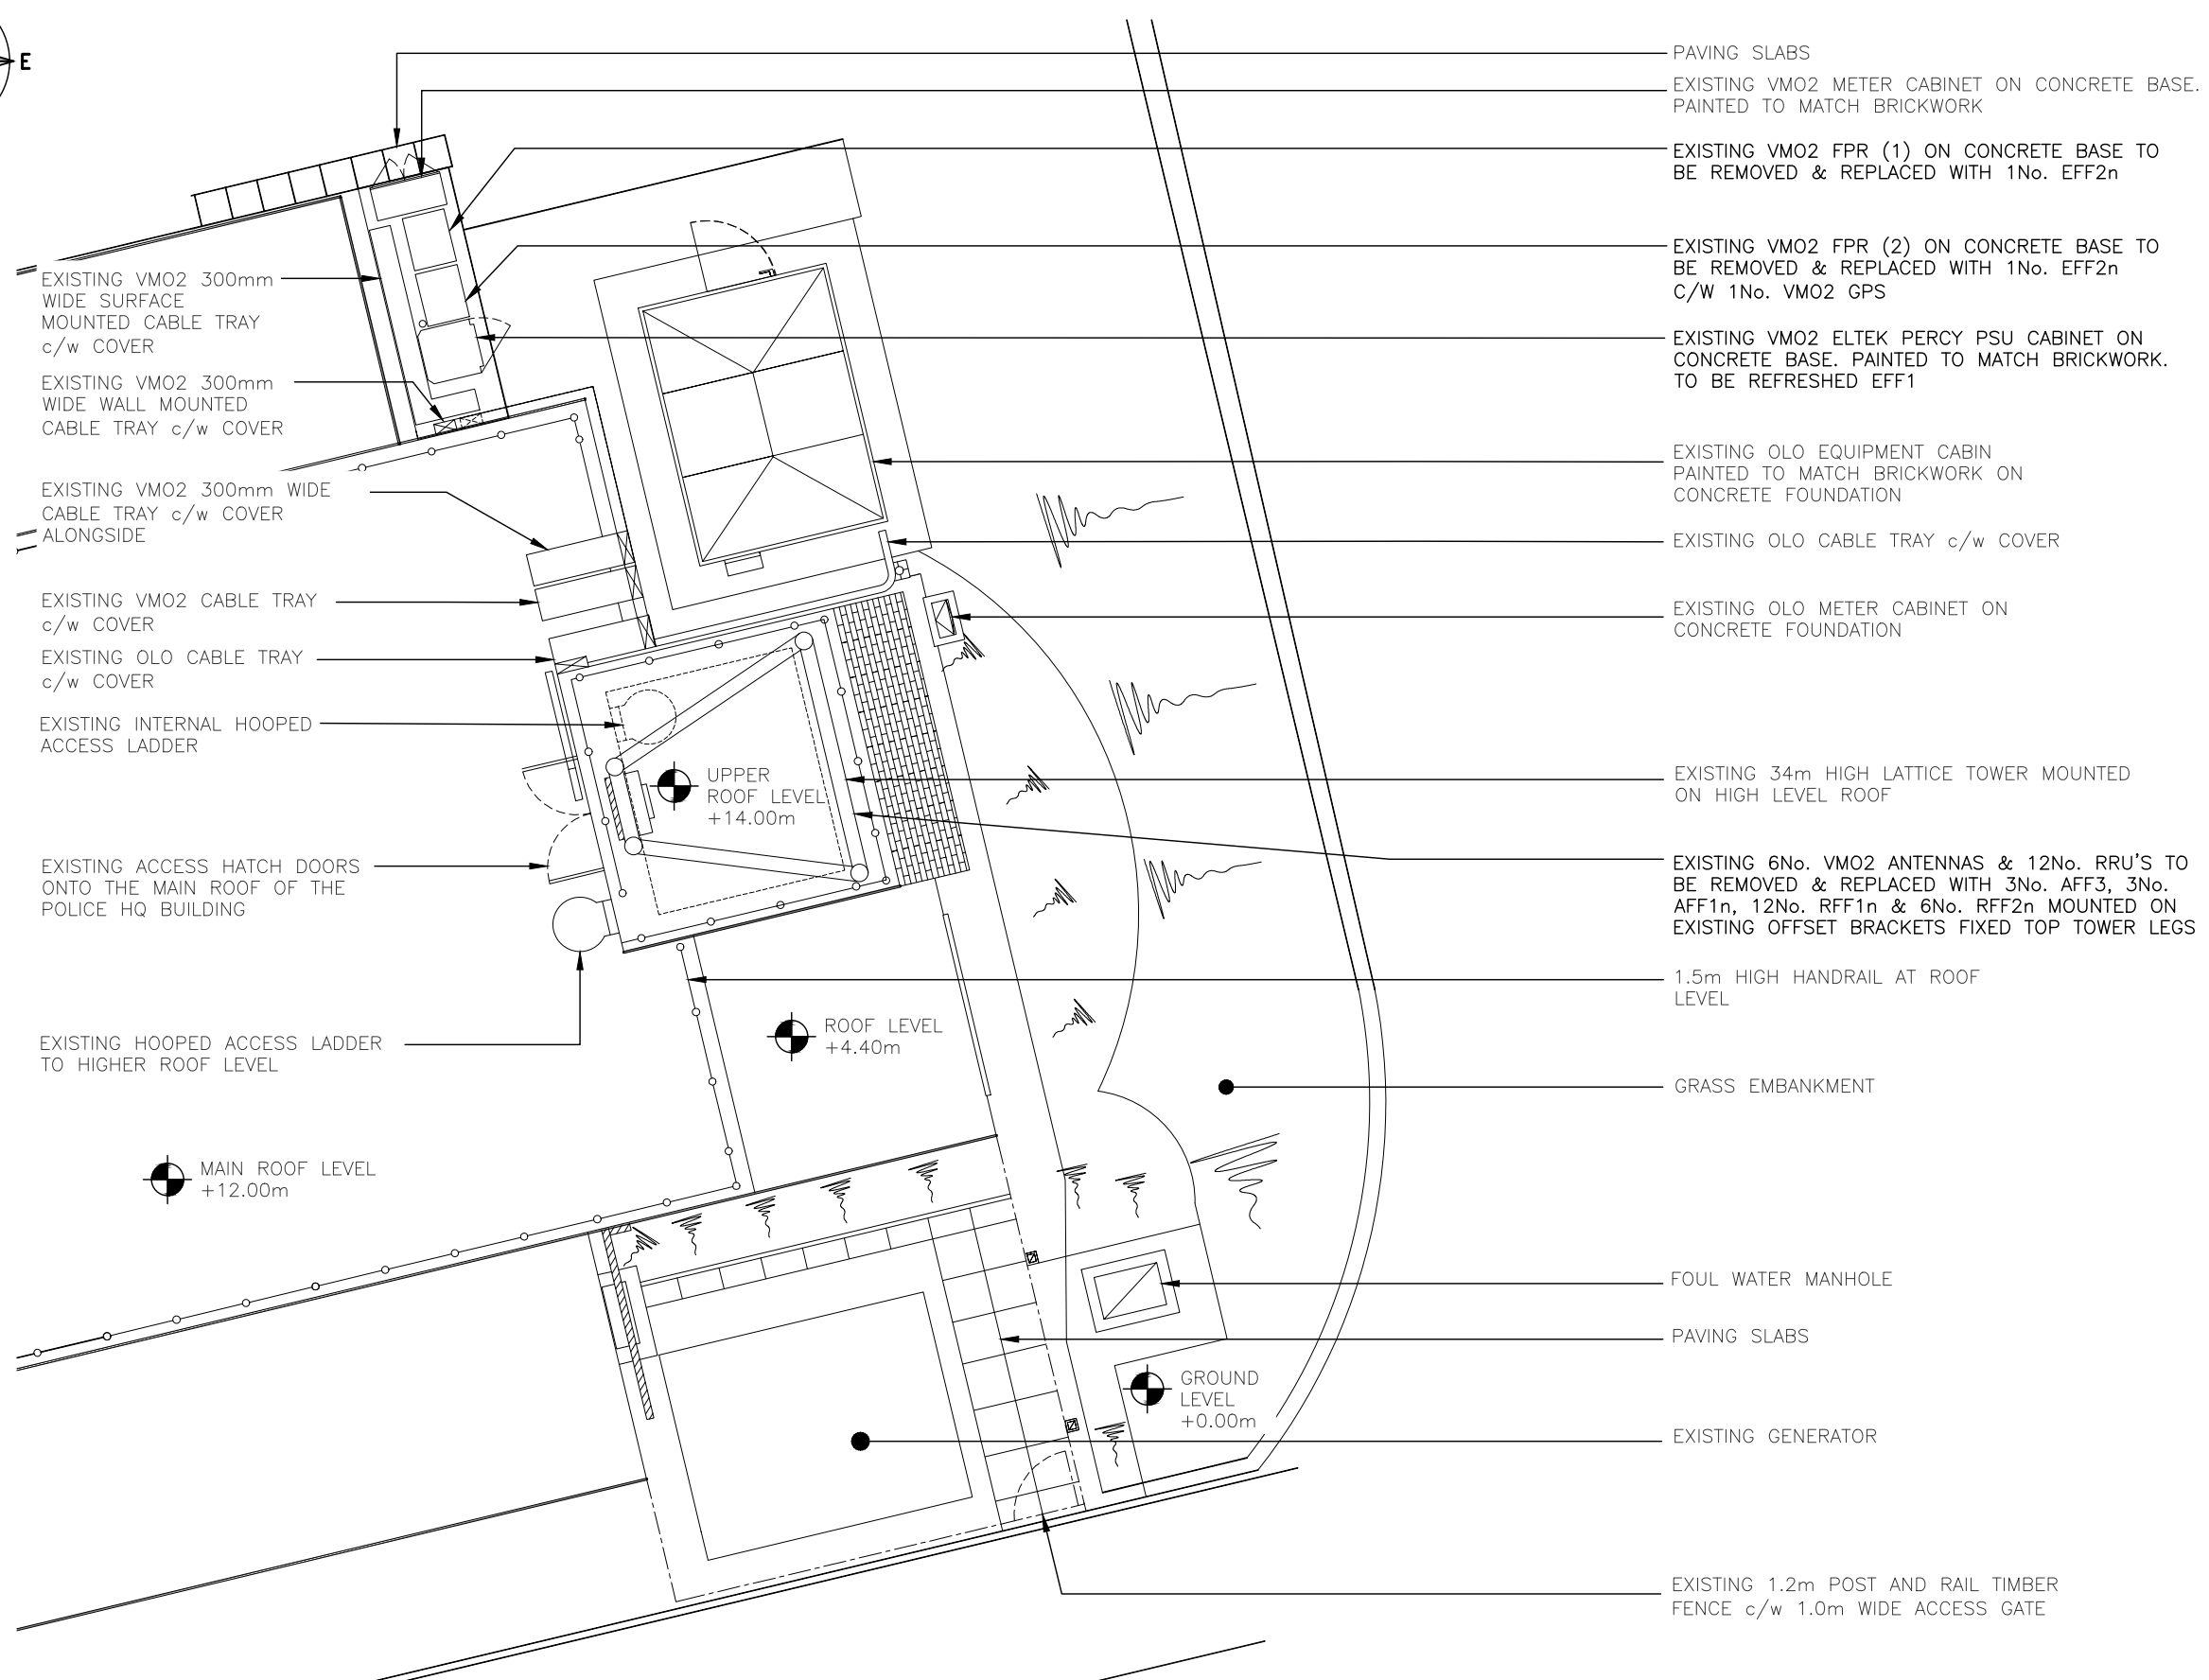 E
PAVING SLABS
EXISTING VMO2 METER CABINET ON CONCRETE BASE.
PAINTED TO MATCH BRICKWORK
EXISTING VMO2 FPR (1) ON CONCRETE BASE TO
BE REMOVED & REPLACED WITH 1No. EFF2n
EXISTING VMO2 FPR (2) ON CONCRETE BASE TO
BE REMOVED & REPLACED WITH 1No. EFF2n
C/W 1No. VMO2 GPS
EXISTING VMO2 ELTEK PERCY PSU CABINET ON
CONCRETE BASE. PAINTED TO MATCH BRICKWORK.
TO BE REFRESHED EFF1
EXISTING OLO EQUIPMENT CABIN
PAINTED TO MATCH BRICKWORK ON
CONCRETE FOUNDATION
EXISTING OLO CABLE TRAY c/w COVER
EXISTING OLO METER CABINET ON
CONCRETE FOUNDATION
EXISTING 34m HIGH LATTICE TOWER MOUNTED
ON HIGH LEVEL ROOF
EXISTING 6No. VMO2 ANTENNAS & 12No. RRU'S TO
BE REMOVED & REPLACED WITH 3No. AFF3, 3No.
AFF1n, 12No. RFF1n & 6No. RFF2n MOUNTED ON
EXISTING OFFSET BRACKETS FIXED TOP TOWER LEGS
1.5m HIGH HANDRAIL AT ROOF
LEVEL
GRASS EMBANKMENT
FOUL WATER MANHOLE
PAVING SLABS
EXISTING GENERATOR
EXISTING 1.2m POST AND RAIL TIMBER
FENCE c/w 1.0m WIDE ACCESS GATE
EXISTING VMO2 300mm
WIDE SURFACE
MOUNTED CABLE TRAY
c/w COVER
EXISTING VMO2 300mm
WIDE WALL MOUNTED
CABLE TRAY c/w COVER
EXISTING VMO2 300mm WIDE
CABLE TRAY c/w COVER
ALONGSIDE
EXISTING VMO2 CABLE TRAY
c/w COVER
EXISTING OLO CABLE TRAY
c/w COVER
EXISTING INTERNAL HOOPED
ACCESS LADDER
EXISTING ACCESS HATCH DOORS
ONTO THE MAIN ROOF OF THE
POLICE HQ BUILDING
EXISTING HOOPED ACCESS LADDER
TO HIGHER ROOF LEVEL
UPPER
ROOF LEVEL
+14.00m
ROOF LEVEL
+4.40m
MAIN ROOF LEVEL
+12.00m
GROUND
LEVEL
+0.00m